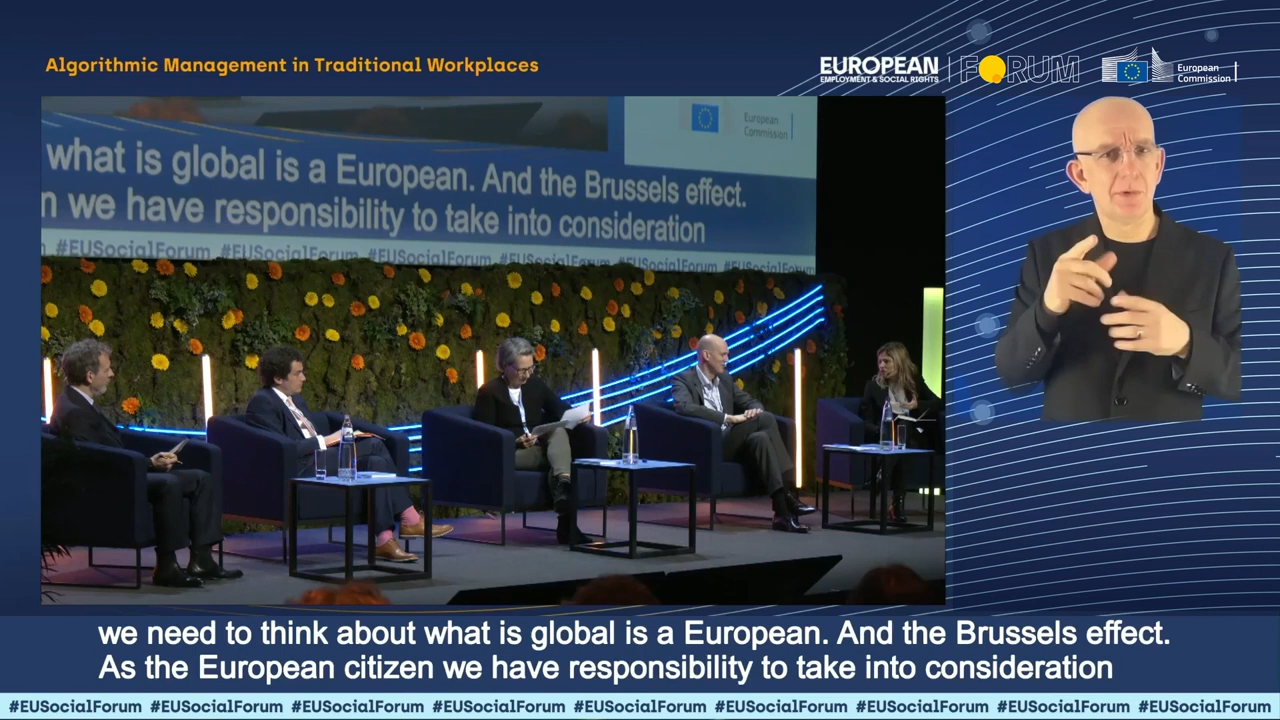 Algorithmic Management in Traditional Workplaces
EUROPEAN
EMPLOYMENT & SOCIAL RIGHTS
FORUM
European
Commission
European
Commission
what is global is a European. And the Brussels effect.
n we have responsibility to take into consideration
#EUSocialForum #EUSocialForum #EUSocialForum #EUSocialForum #EUSocialForum
we need to think about what is global is a European. And the Brussels effect.
As the European citizen we have responsibility to take into consideration
#EUSocialForum #EUSocialForum #EUSocialForum #EUSocialForum #EUSocialForum #EUSocialForum #EUSocialForum #EUSocialForum #EUSocialForum